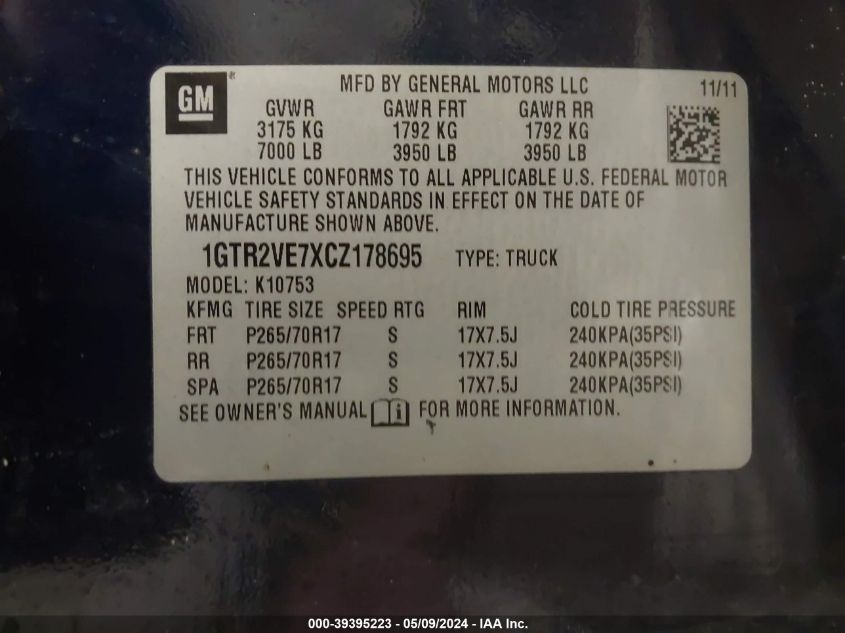 GM
MFD BY GENERAL MOTORS LLC 11/11
GVWR GAWR FRT GAWR RR
3175 KG 1792 KG 1792 KG
7000 LB 3950 LB 3950 LB
THIS VEHICLE CONFORMS TO ALL APPLICABLE U.S. FEDERAL MOTOR
VEHICLE SAFETY STANDARDS IN EFFECT ON THE DATE OF
MANUFACTURE SHOWN ABOVE.
1GTR2VE7XCZ178695 TYPE: TRUCK
MODEL: K10753
KFMG TIRE SIZE SPEED RTG RIM COLD TIRE PRESSURE
FRT P265/70R17 S 17X7.5J 240KPA(35PSI)
RR P265/70R17 S 17X7.5J 240KPA(35PSI)
SPA P265/70R17 S 17X7.5J 240KPA(35PSI)
SEE OWNER'S MANUAL i FOR MORE INFORMATION.
000-39395223 - 05/09/2024 - IAA Inc.